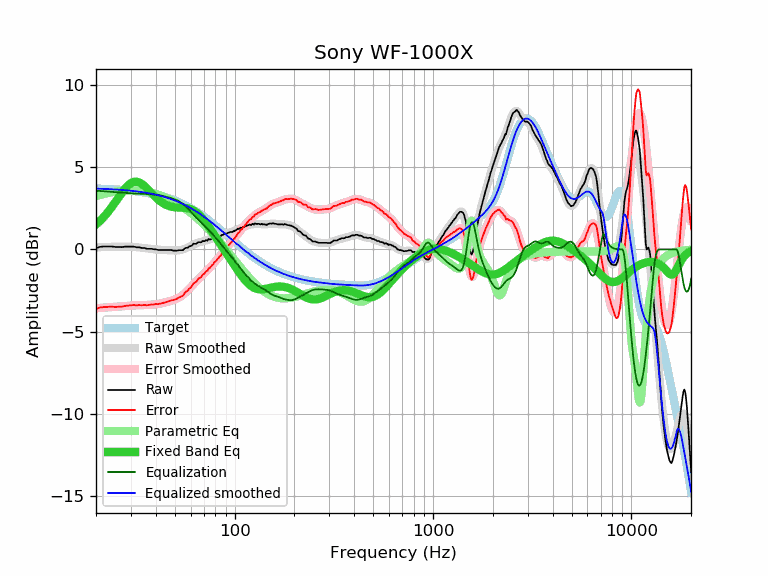 Sony WF-1000X
Amplitude (dBr)
10
5
0
−5
−10
−15
Target
Raw Smoothed
Error Smoothed
Raw
Error
Parametric Eq
Fixed Band Eq
Equalization
Equalized smoothed
100 1000 10000
Frequency (Hz)